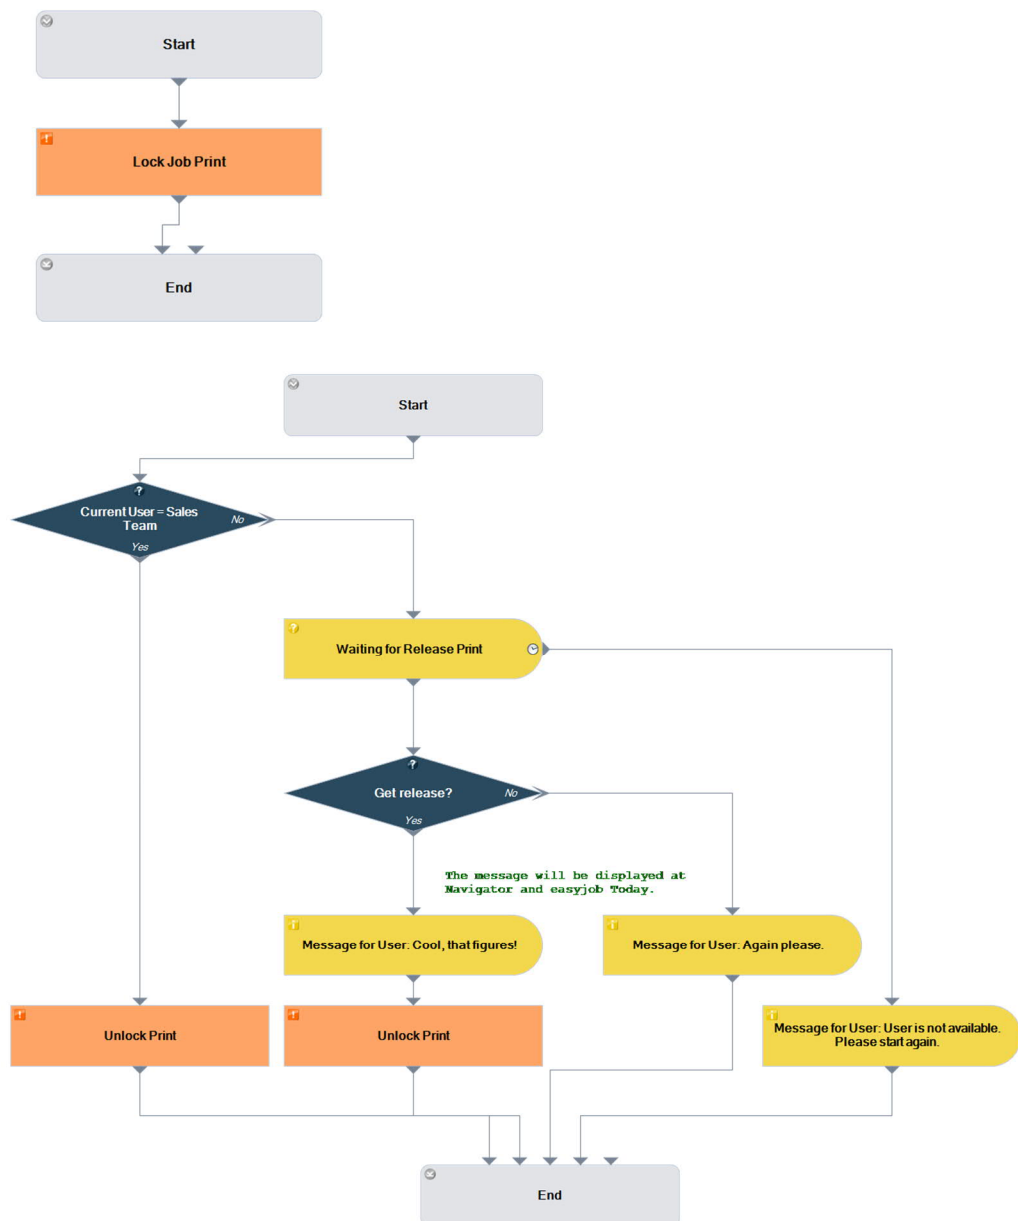 Start
Lock Job Print
End
Start
Current User = Sales
Team
No
Yes
Waiting for Release Print
Get release?
No
Yes
The message will be displayed at
Navigator and easyjob Today.
Message for User: Cool, that figures!
Message for User: Again please.
Unlock Print
Unlock Print
Message for User: User is not available.
Please start again.
End